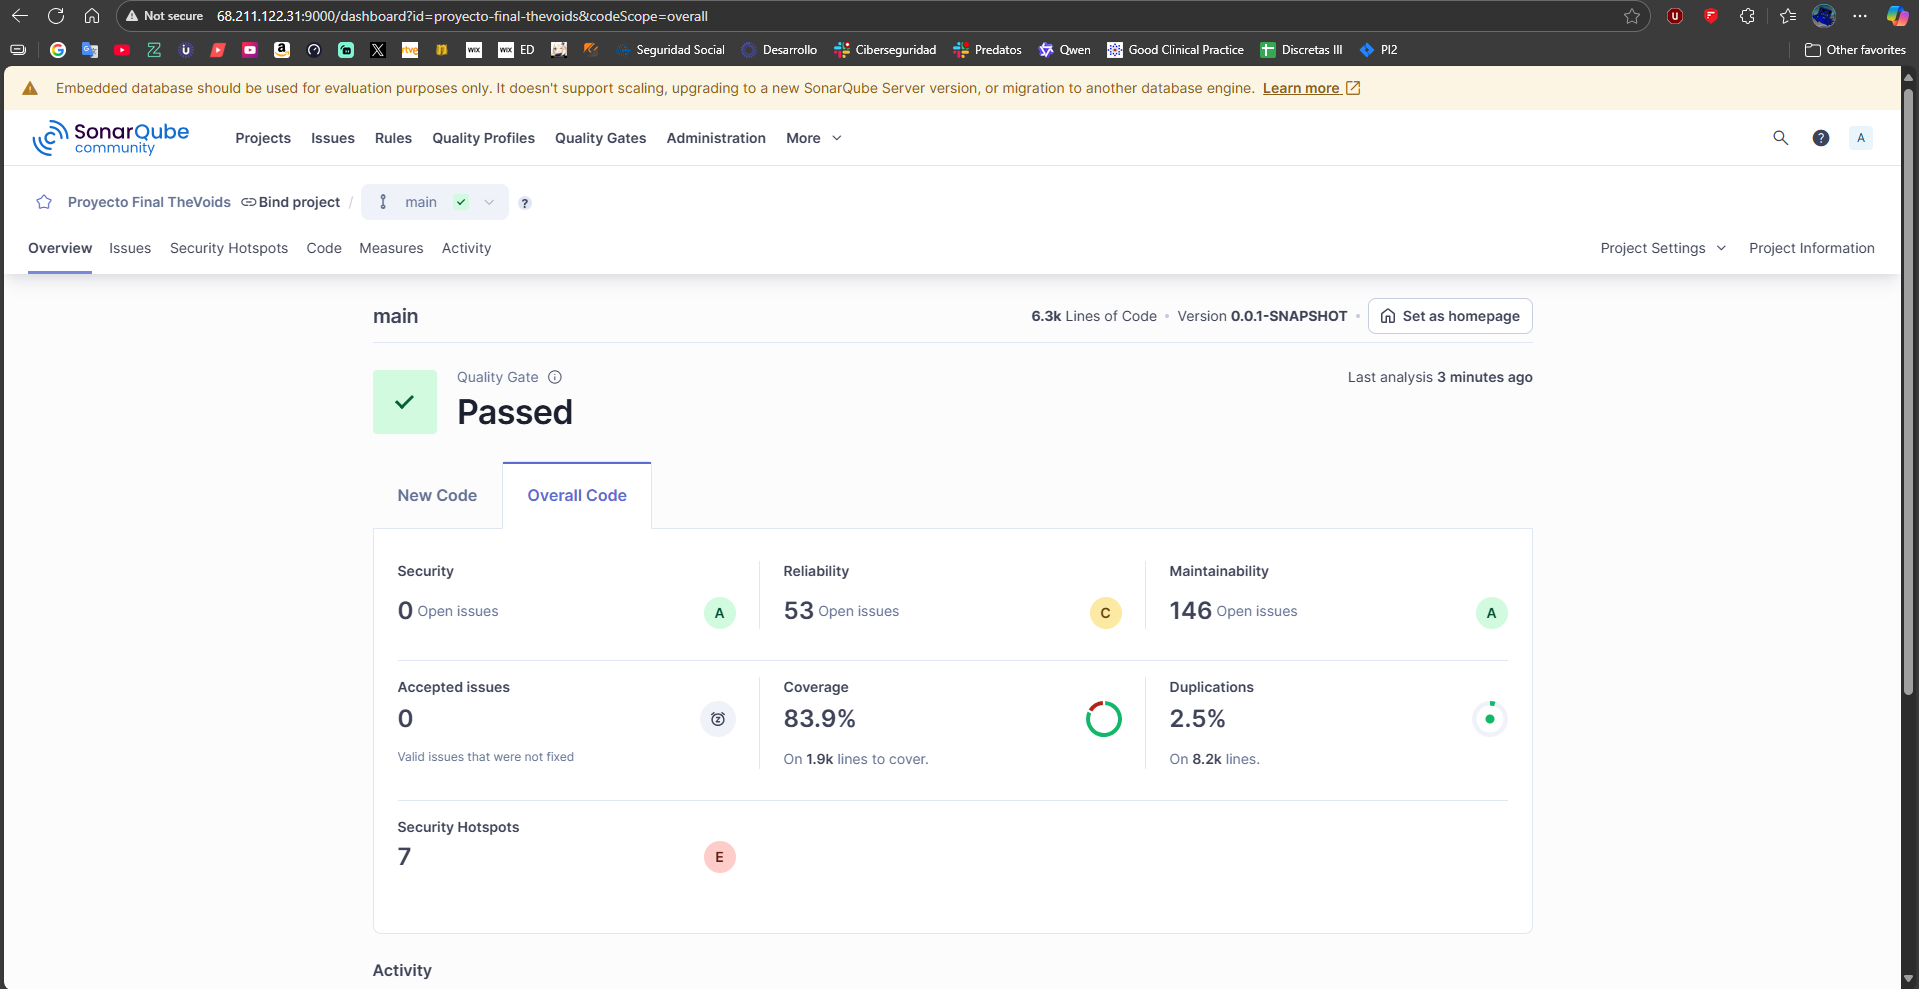 Not secure 68.211.122.31:9000/dashboard?id=proyecto-final-thevoids&codeScope=overall
rtve WIX WIX ED Seguridad Social Desarrollo Ciberseguridad Predatos Qwen Good Clinical Practice Discretas III PI2 Other favorites
Embedded database should be used for evaluation purposes only. It doesn't support scaling, upgrading to a new SonarQube Server version, or migration to another database engine. Learn more
SonarQube community Projects Issues Rules Quality Profiles Quality Gates Administration More ? A
Proyecto Final TheVoids Bind project / main ?
Overview Issues Security Hotspots Code Measures Activity Project Settings Project Information
main 6.3k Lines of Code • Version 0.0.1-SNAPSHOT • Set as homepage
Quality Gate Last analysis 3 minutes ago
Passed
New Code Overall Code
Security Reliability Maintainability
0 Open issues A 53 Open issues C 146 Open issues A
Accepted issues Coverage Duplications
0 83.9% 2.5%
Valid issues that were not fixed On 1.9k lines to cover. On 8.2k lines.
Security Hotspots
7 E
Activity